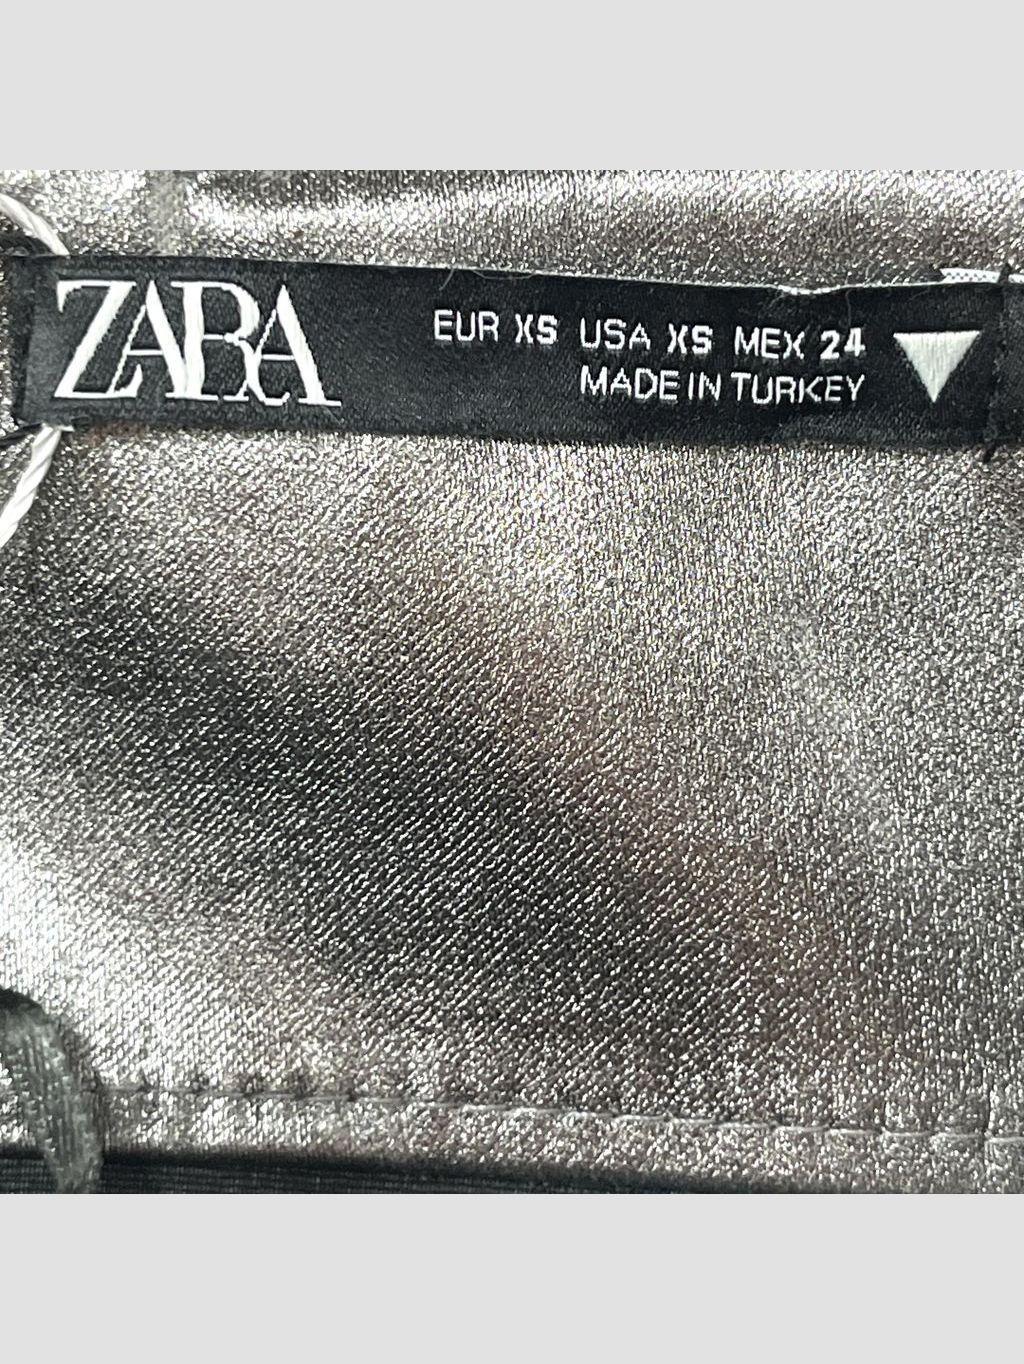 ZARA
EUR XS USA XS MEX 24
MADE IN TURKEY